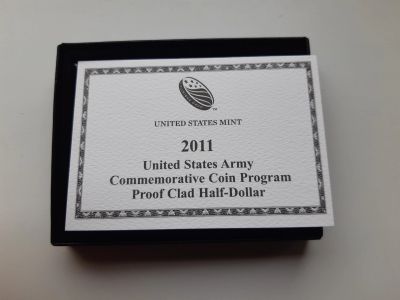 UNITED STATES MINT
2011
United States Army
Commemorative Coin Program
Proof Clad Half-Dollar